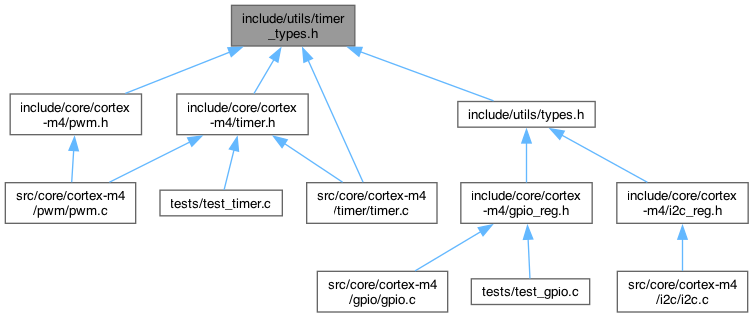 include/utils/timer
_types.h
include/core/cortex
-m4/pwm.h
include/core/cortex
-m4/timer.h
include/utils/types.h
src/core/cortex-m4
/pwm/pwm.c
tests/test_timer.c
src/core/cortex-m4
/timer/timer.c
include/core/cortex
-m4/gpio_reg.h
include/core/cortex
-m4/i2c_reg.h
src/core/cortex-m4
/gpio/gpio.c
tests/test_gpio.c
src/core/cortex-m4
/i2c/i2c.c